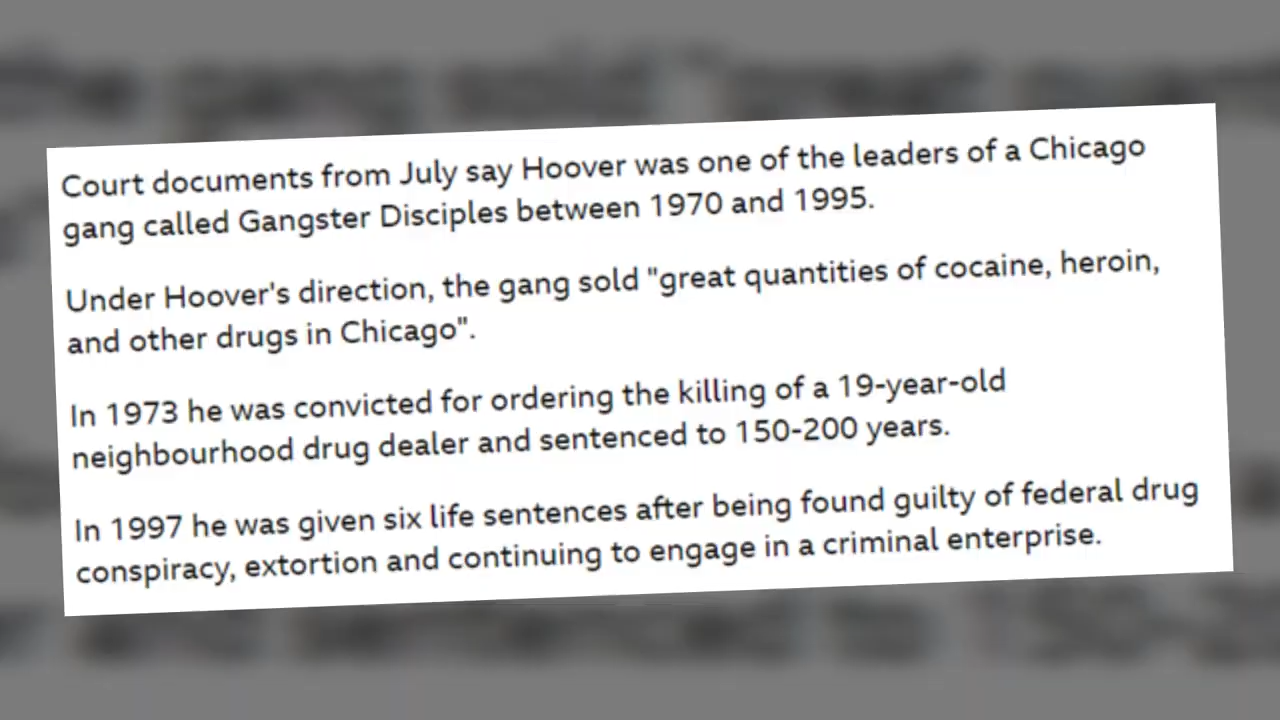 Court documents from July say Hoover was one of the leaders of a Chicago
gang called Gangster Disciples between 1970 and 1995.
Under Hoover's direction, the gang sold "great quantities of cocaine, heroin,
and other drugs in Chicago".
In 1973 he was convicted for ordering the killing of a 19-year-old
neighbourhood drug dealer and sentenced to 150-200 years.
In 1997 he was given six life sentences after being found guilty of federal drug
conspiracy, extortion and continuing to engage in a criminal enterprise.